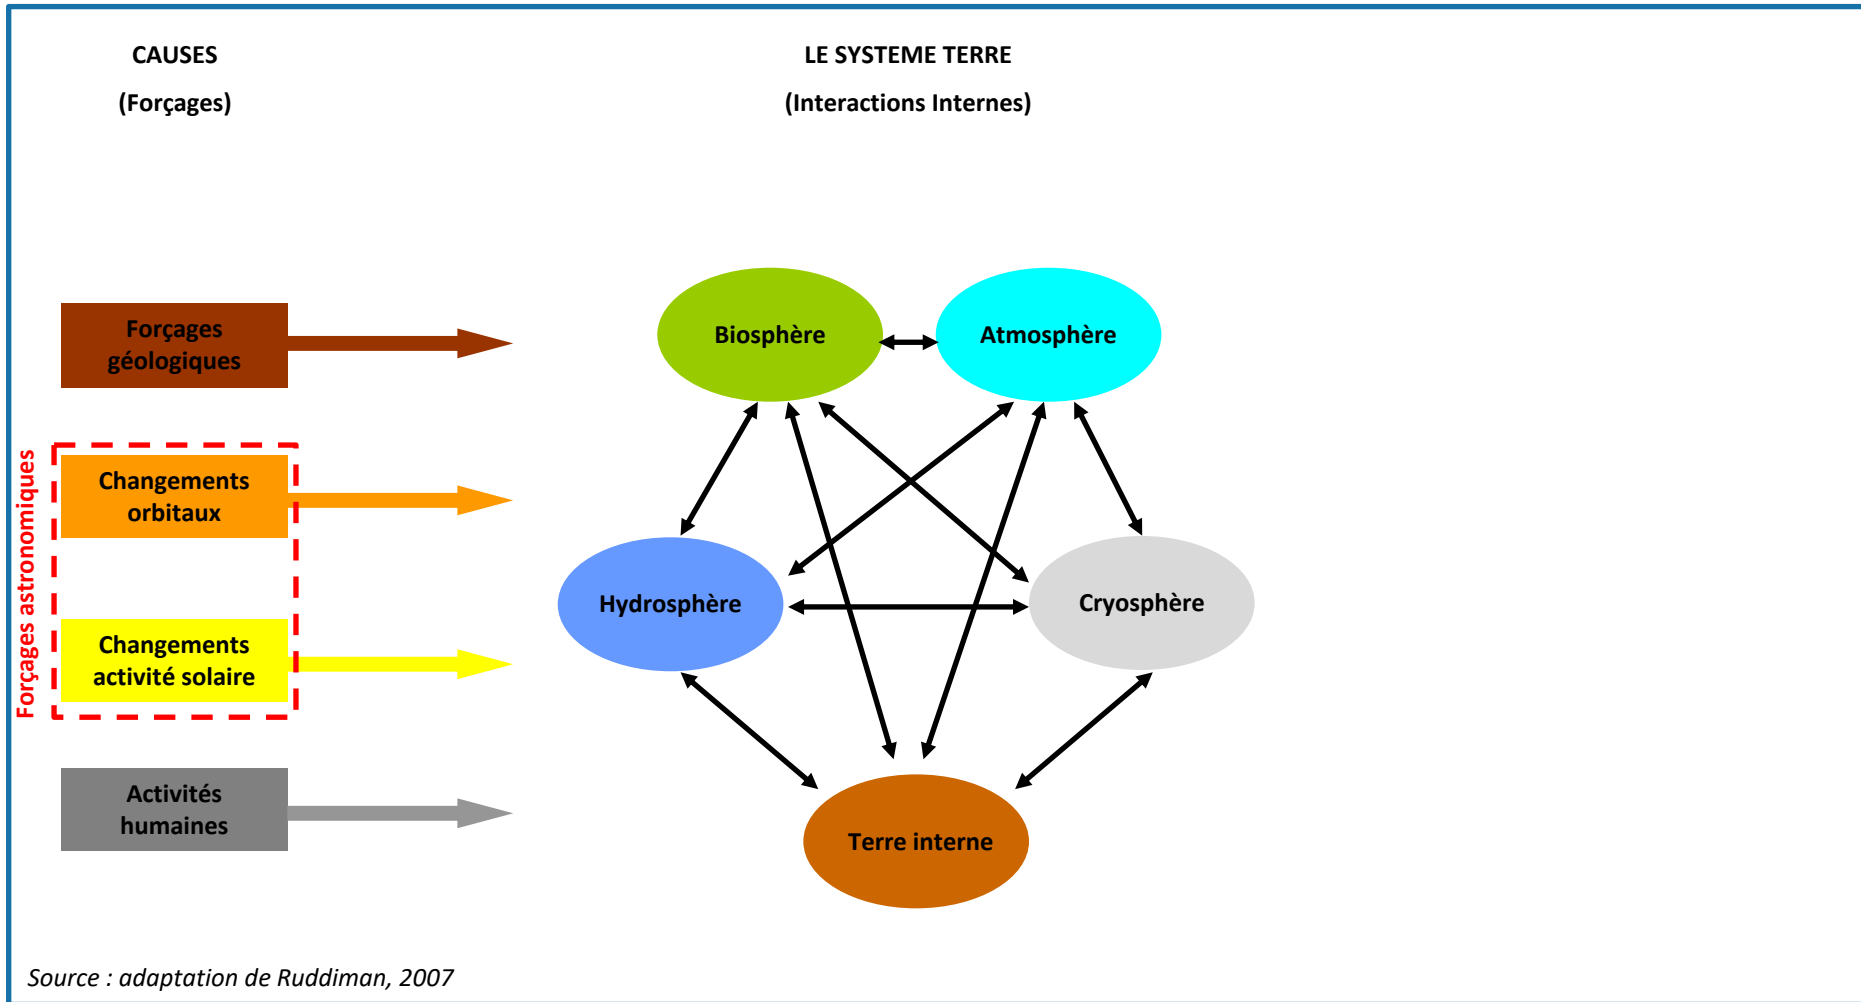 CAUSES
(Forçages)
LE SYSTEME TERRE
(Interactions Internes)
Forçages
géologiques
Forçages astronomiques
Changements
orbitaux
Changements
activité solaire
Activités
humaines
Biosphère
Atmosphère
Hydrosphère
Cryosphère
Terre interne
Source : adaptation de Ruddiman, 2007